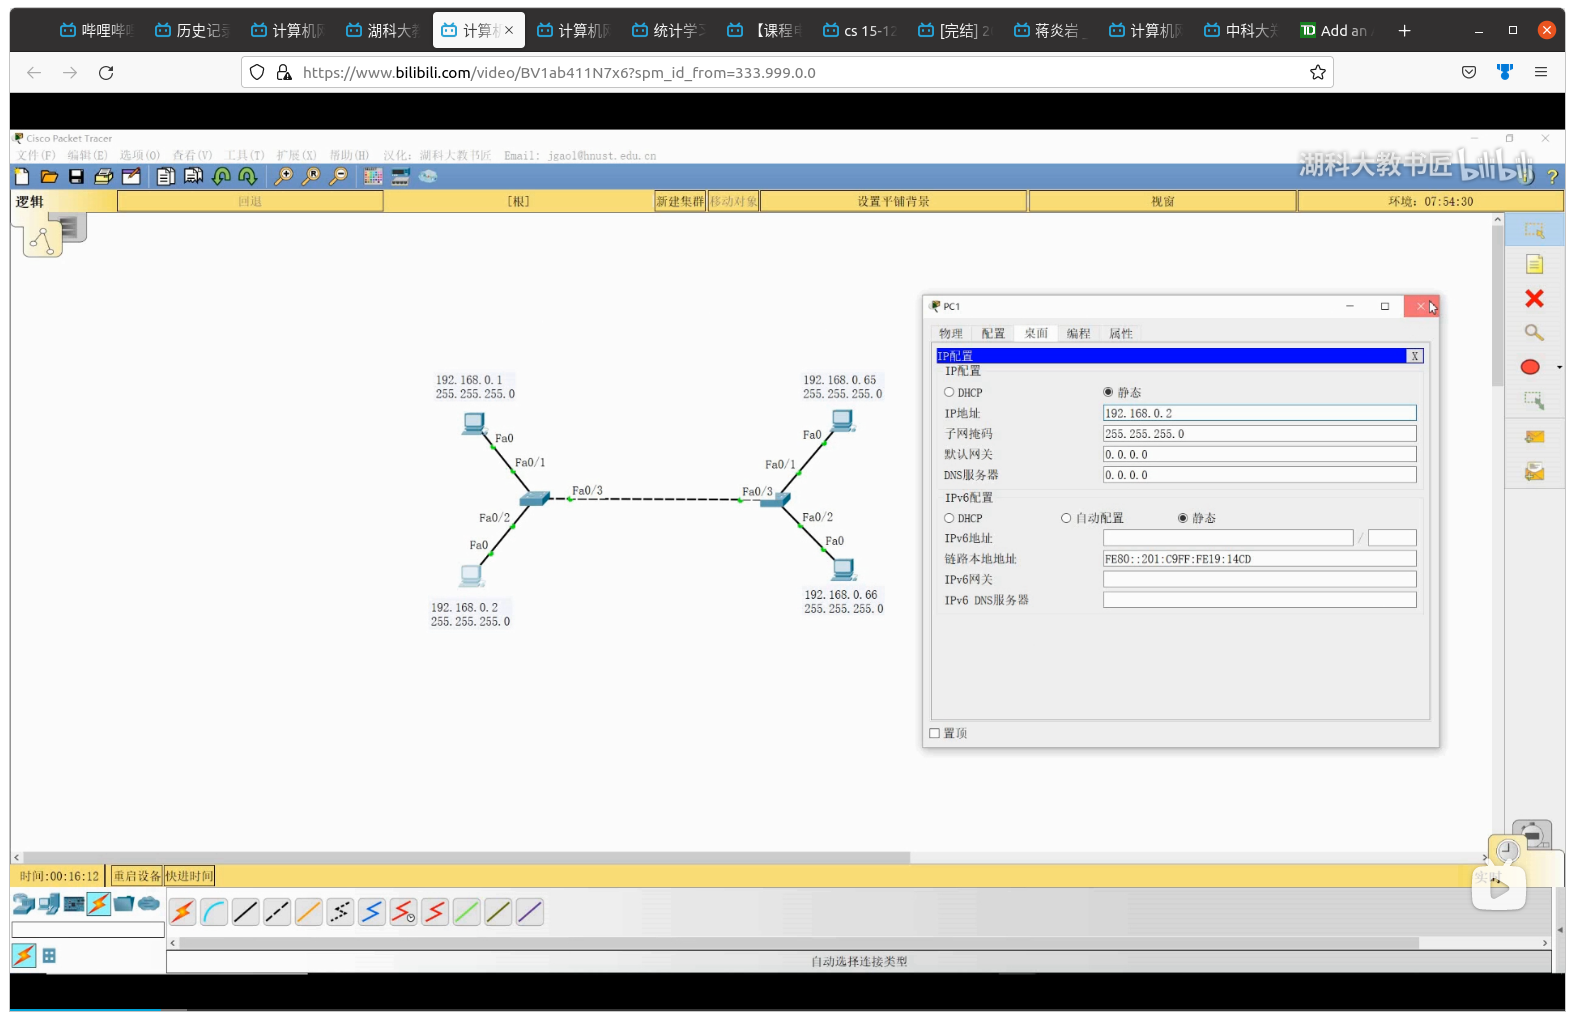 哔哩哔哩
历史记录
计算机网
湖科大教
计算机
计算机网
统计学习
【课程
cs 15-12
[完结] 2
蒋炎岩
计算机网
中科大
Add an
https://www.bilibili.com/video/BV1ab411N7x6?spm_id_from=333.999.0.0
Cisco Packet Tracer
文件(F) 编辑(E) 选项(O) 查看(V) 工具(T) 扩展(X) 帮助(H) 汉化: 湖科大教书匠 Email: jgaol@hnust.edu.cn
湖科大教书匠 bilibili
逻辑 回退 [根] 新建集群 移动对象 设置平铺背景 视窗 环境: 07:54:30
PC1
物理 配置 桌面 编程 属性
IP配置 X
IP配置
DHCP 静态
IP地址 192.168.0.2
子网掩码 255.255.255.0
默认网关 0.0.0.0
DNS服务器 0.0.0.0
IPv6配置
DHCP 自动配置 静态
IPv6地址 /
链路本地地址 FE80::201:C9FF:FE19:14CD
IPv6网关
IPv6 DNS服务器
置顶
192.168.0.1
255.255.255.0
Fa0
Fa0/1
Fa0/3
Fa0/2
Fa0
192.168.0.2
255.255.255.0
192.168.0.65
255.255.255.0
Fa0
Fa0/1
Fa0/3
Fa0/2
Fa0
192.168.0.66
255.255.255.0
时间:00:16:12 重启设备 快进时间
实时
自动选择连接类型